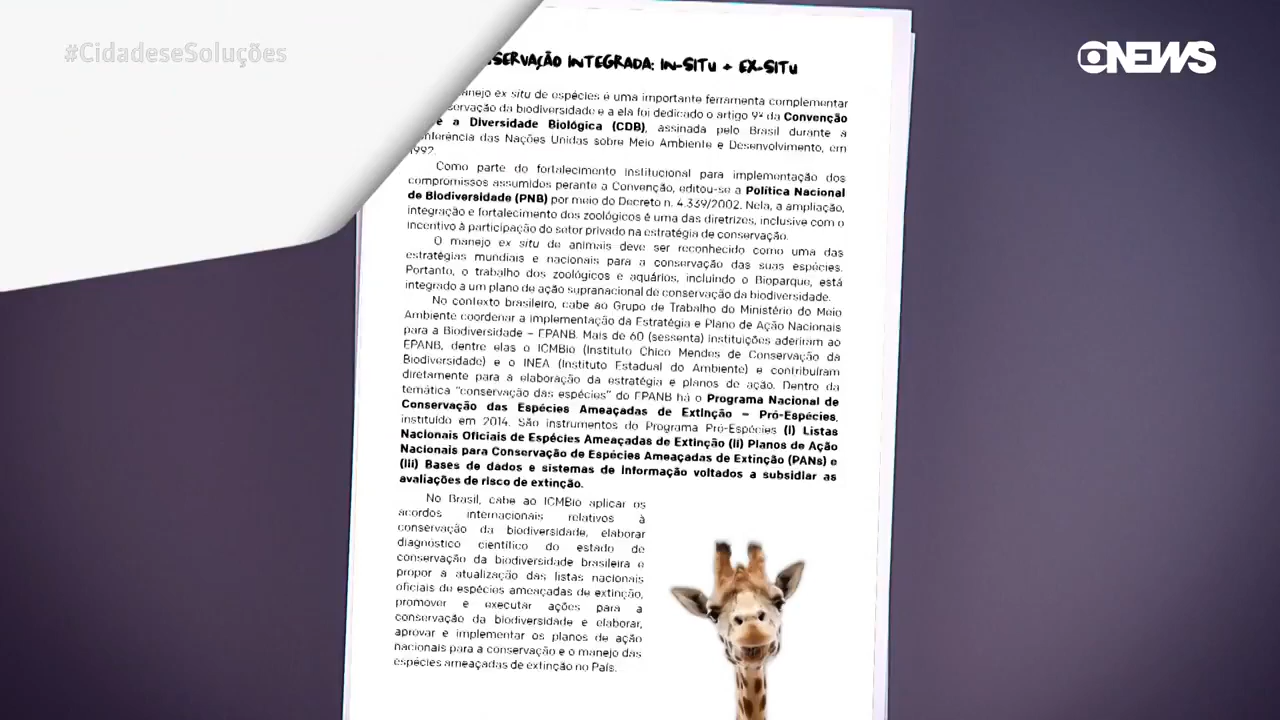 #CidadeseSoluções
GNEWS
SERVAÇÃO INTEGRADA: IN-SITU + EX-SITU
anejo ex situ de espécies é uma importante ferramenta complementar
servação da biodiversidade e a ela foi dedicado o artigo 9º da Convenção
e a Diversidade Biológica (CDB), assinada pelo Brasil durante a
onferência das Nações Unidas sobre Meio Ambiente e Desenvolvimento, em
1992.
Como parte do fortalecimento institucional para implementação dos
compromissos assumidos perante a Convenção, editou-se a Política Nacional
de Biodiversidade (PNB) por meio do Decreto n. 4.339/2002. Nela, a ampliação,
integração e fortalecimento dos zoológicos é uma das diretrizes, inclusive com o
incentivo à participação do setor privado na estratégia de conservação.
O manejo ex situ de animais deve ser reconhecido como uma das
estratégias mundiais e nacionais para a conservação das suas espécies.
Portanto, o trabalho dos zoológicos e aquários, incluindo o Bioparque, está
integrado a um plano de ação supranacional de conservação da biodiversidade.
No contexto brasileiro, cabe ao Grupo de Trabalho do Ministério do Meio
Ambiente coordenar a implementação da Estratégia e Plano de Ação Nacionais
para a Biodiversidade – EPANB. Mais de 60 (sessenta) instituições aderiram ao
EPANB, dentre elas o ICMBio (Instituto Chico Mendes de Conservação da
Biodiversidade) e o INEA (Instituto Estadual do Ambiente) e contribuíram
diretamente para a elaboração da estratégia e planos de ação. Dentro da
temática “conservação das espécies” do EPANB há o Programa Nacional de
Conservação das Espécies Ameaçadas de Extinção – Pró-Espécies,
instituído em 2014. São instrumentos do Programa Pró-Espécies (i) Listas
Nacionais Oficiais de Espécies Ameaçadas de Extinção (ii) Planos de Ação
Nacionais para Conservação de Espécies Ameaçadas de Extinção (PANs) e
(iii) Bases de dados e sistemas de informação voltados a subsidiar as
avaliações de risco de extinção.
No Brasil, cabe ao ICMBio aplicar os
acordos internacionais relativos à
conservação da biodiversidade, elaborar
diagnóstico científico do estado de
conservação da biodiversidade brasileira e
propor a atualização das listas nacionais
oficiais de espécies ameaçadas de extinção,
promover e executar ações para a
conservação da biodiversidade e elaborar,
aprovar e implementar os planos de ação
nacionais para a conservação e o manejo das
espécies ameaçadas de extinção no País.